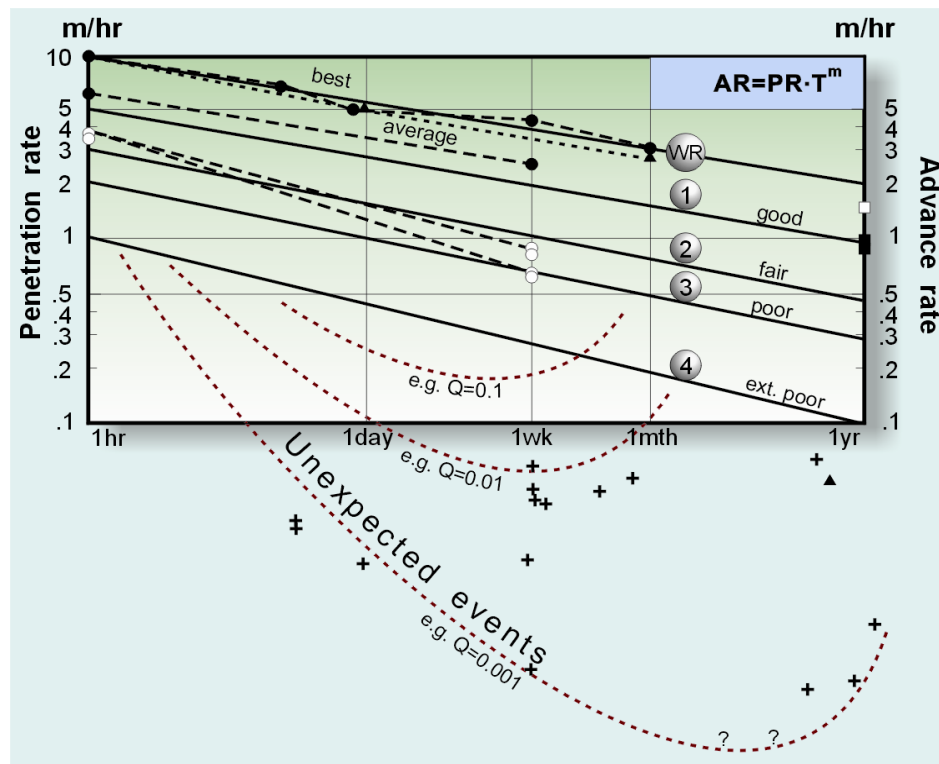 m/hr
m/hr
10
5
4
3
2
1
.5
.4
.3
.2
.1
Penetration rate
best
average
AR=PR·T^m
WR
1
good
2
fair
3
poor
4
ext. poor
5
4
3
2
1
.5
.4
.3
.2
.1
Advance rate
e.g. Q=0.1
1hr
1day
1wk
1mth
1yr
e.g. Q=0.01
Unexpected events
e.g. Q=0.001
?
?